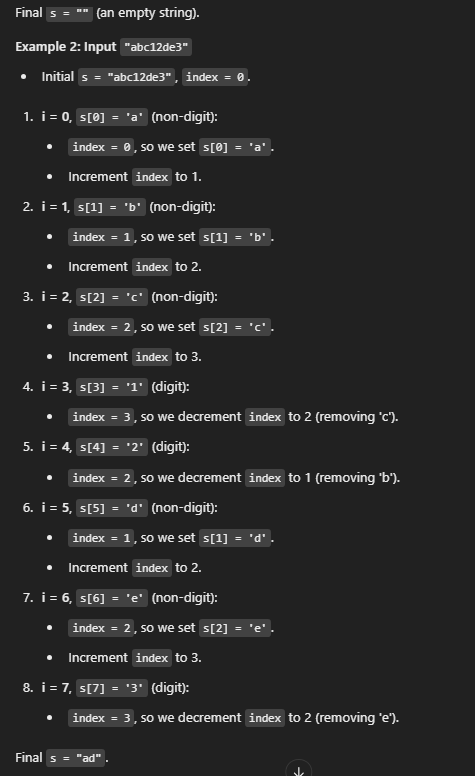 Final s = "" (an empty string).
Example 2: Input "abc12de3"
• Initial s = "abc12de3", index = 0.
1. i = 0, s[0] = 'a' (non-digit):
• index = 0, so we set s[0] = 'a'.
• Increment index to 1.
2. i = 1, s[1] = 'b' (non-digit):
• index = 1, so we set s[1] = 'b'.
• Increment index to 2.
3. i = 2, s[2] = 'c' (non-digit):
• index = 2, so we set s[2] = 'c'.
• Increment index to 3.
4. i = 3, s[3] = '1' (digit):
• index = 3, so we decrement index to 2 (removing 'c').
5. i = 4, s[4] = '2' (digit):
• index = 2, so we decrement index to 1 (removing 'b').
6. i = 5, s[5] = 'd' (non-digit):
• index = 1, so we set s[1] = 'd'.
• Increment index to 2.
7. i = 6, s[6] = 'e' (non-digit):
• index = 2, so we set s[2] = 'e'.
• Increment index to 3.
8. i = 7, s[7] = '3' (digit):
• index = 3, so we decrement index to 2 (removing 'e').
Final s = "ad".